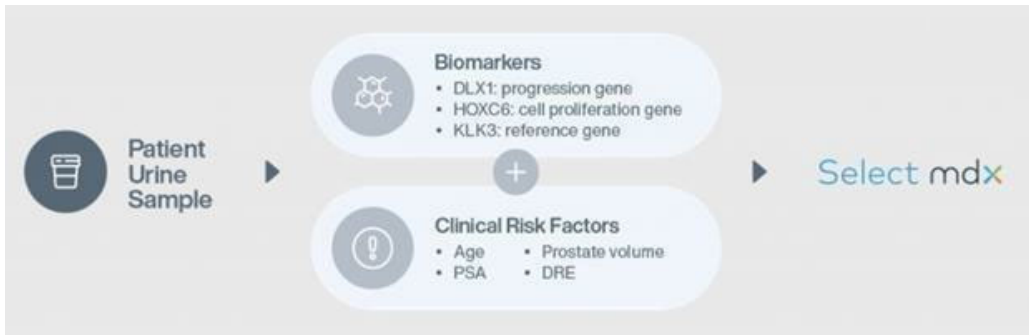 Patient
Urine
Sample
Biomarkers
• DLX1: progression gene
• HOXC6: cell proliferation gene
• KLK3: reference gene
+
Clinical Risk Factors
• Age • Prostate volume
• PSA • DRE
Select mdx